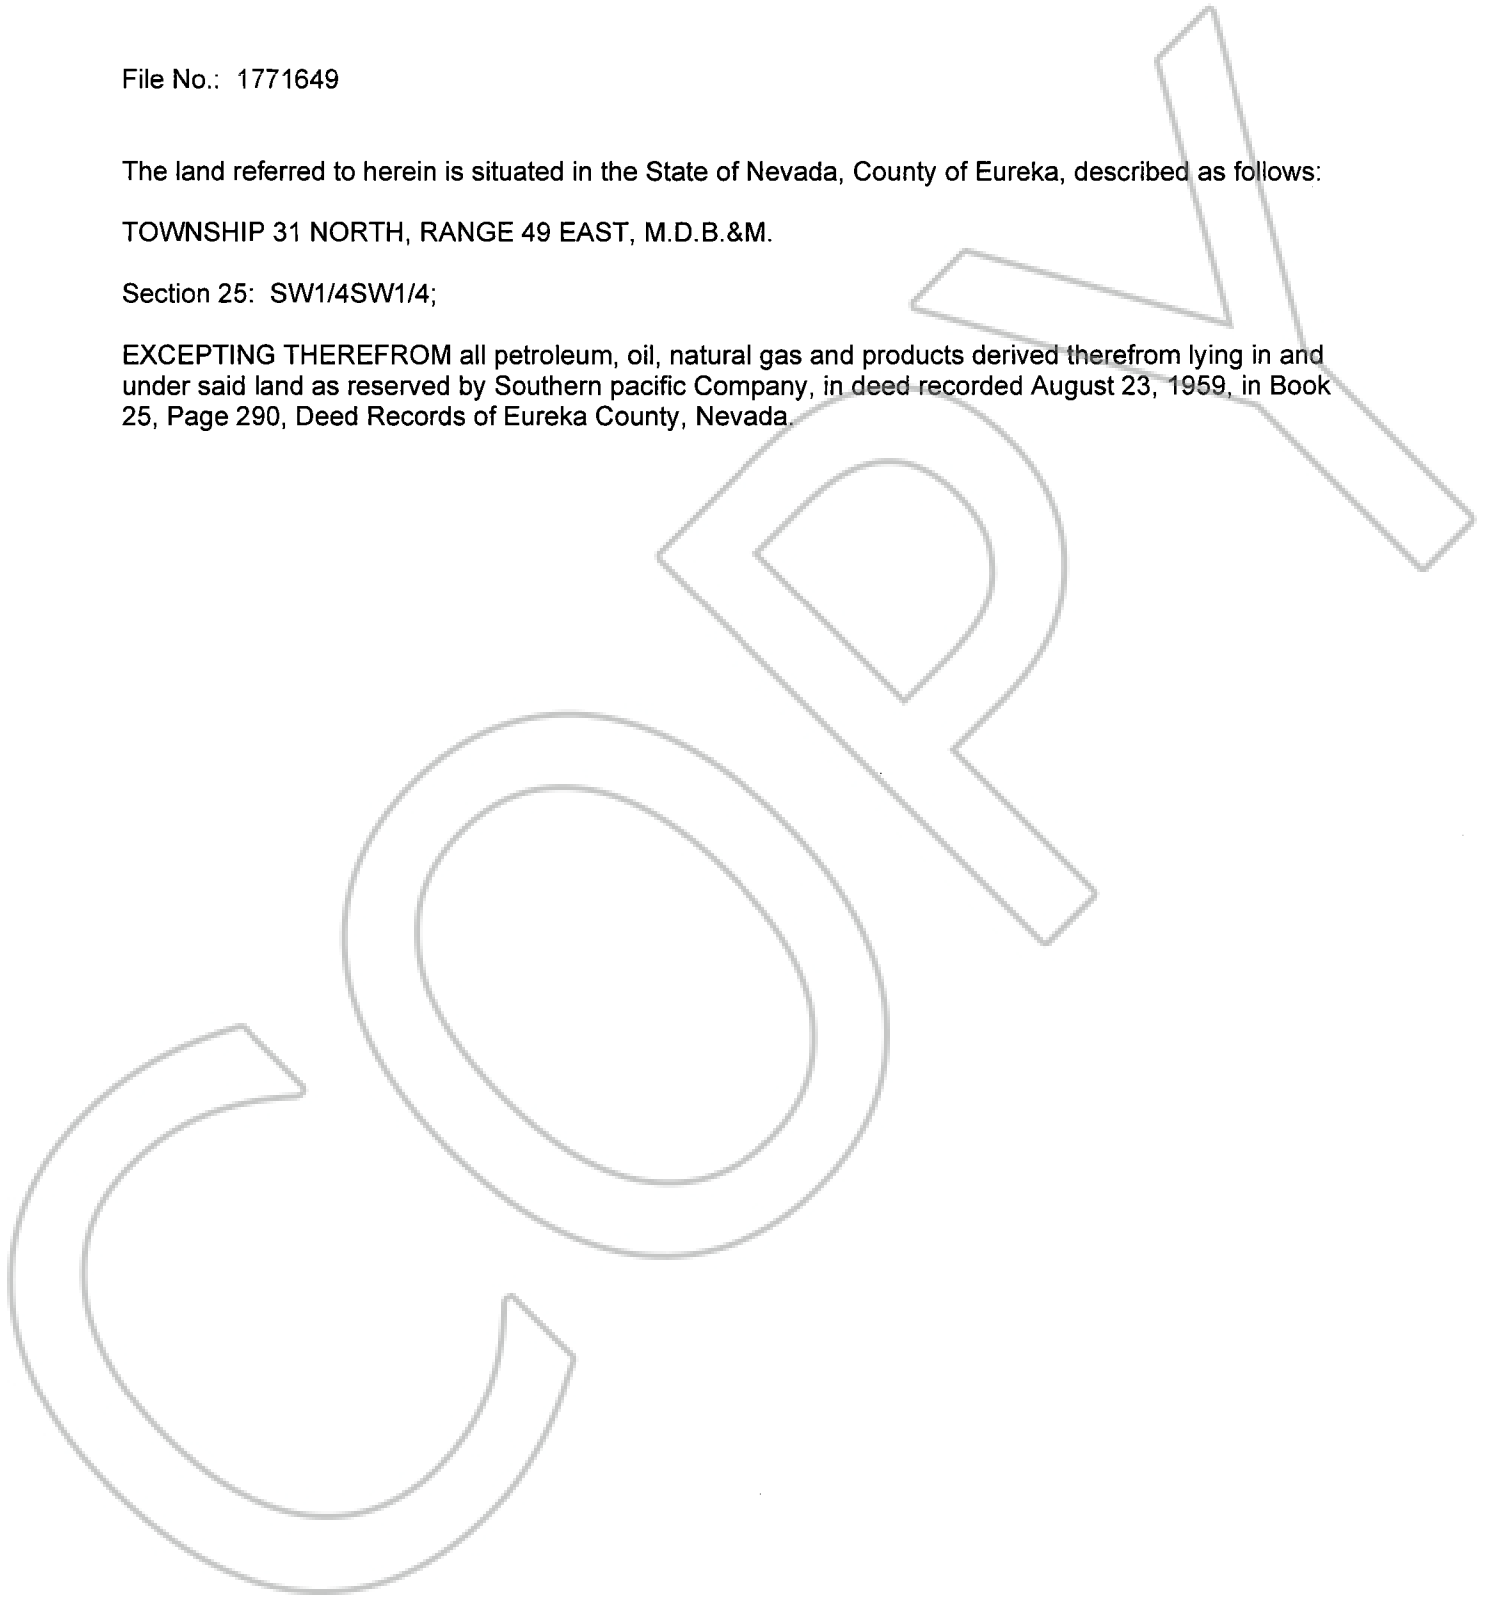 File No.: 1771649
The land referred to herein is situated in the State of Nevada, County of Eureka, described as follows:
TOWNSHIP 31 NORTH, RANGE 49 EAST, M.D.B.&M.
Section 25: SW1/4SW1/4;
EXCEPTING THEREFROM all petroleum, oil, natural gas and products derived therefrom lying in and
under said land as reserved by Southern pacific Company, in deed recorded August 23, 1959, in Book
25, Page 290, Deed Records of Eureka County, Nevada.
COPY